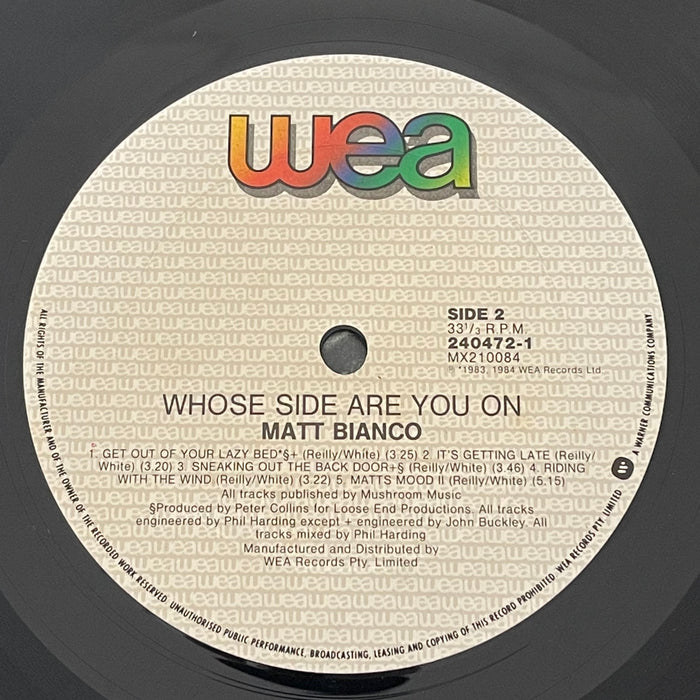 wea
SIDE 2
33 1/3 R.P.M.
240472-1
MX210084
℗ *1983, 1984 WEA Records Ltd.
WHOSE SIDE ARE YOU ON
MATT BIANCO
1. GET OUT OF YOUR LAZY BED*§+ (Reilly/White) (3.25) 2. IT'S GETTING LATE (Reilly/
White) (3.20) 3. SNEAKING OUT THE BACK DOOR+§ (Reilly/White) (3.46) 4. RIDING
WITH THE WIND (Reilly/White) (3.22) 5. MATTS MOOD II (Reilly/White) (5.15)
All tracks published by Mushroom Music
§Produced by Peter Collins for Loose End Productions. All tracks
engineered by Phil Harding except + engineered by John Buckley. All
tracks mixed by Phil Harding
Manufactured and Distributed by
WEA Records Pty. Limited
ALL RIGHTS OF THE MANUFACTURER AND OF THE OWNER OF THE RECORDED WORK RESERVED. UNAUTHORISED PUBLIC PERFORMANCE, BROADCASTING, LEASING AND COPYING OF THIS RECORD PROHIBITED. WEA RECORDS PTY. LIMITED A WARNER COMMUNICATIONS COMPANY